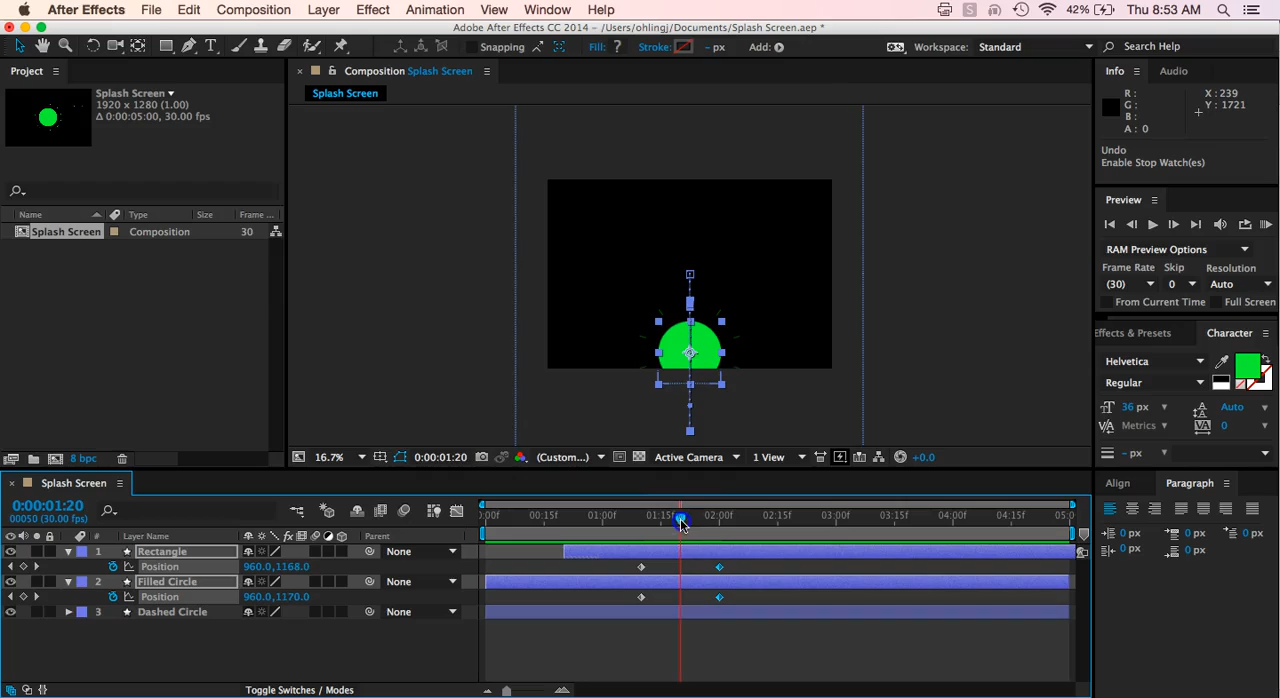 After Effects File Edit Composition Layer Effect Animation View Window Help 42% Thu 8:53 AM
Adobe After Effects CC 2014 - /Users/ohlingj/Documents/Splash Screen.aep *
Snapping Fill: ? Stroke: - px Add: Workspace: Standard Search Help
Project Composition Splash Screen Info Audio
Splash Screen
1920 x 1280 (1.00)
Δ 0:00:05:00, 30.00 fps
Splash Screen
R: X: 239
G: Y: 1721
B:
A: 0
Undo
Enable Stop Watch(es)
Preview
Name Type Size Frame ...
Splash Screen Composition 30
RAM Preview Options
Frame Rate Skip Resolution
(30) 0 Auto
From Current Time Full Screen
Effects & Presets Character
Helvetica
Regular
T 36 px Auto
Metrics VA 0
- px
8 bpc 16.7% 0:00:01:20 (Custom...) Active Camera 1 View +0.0
Splash Screen
Align Paragraph
0:00:01:20
00050 (30.00 fps)
0:00f 00:15f 01:00f 01:15f 02:00f 02:15f 03:00f 03:15f 04:00f 04:15f 05:0
# Layer Name Parent
1 Rectangle None
Position 960.0,1168.0
2 Filled Circle None
Position 960.0,1170.0
3 Dashed Circle None
0 px 0 px 0 px
0 px 0 px
Toggle Switches / Modes